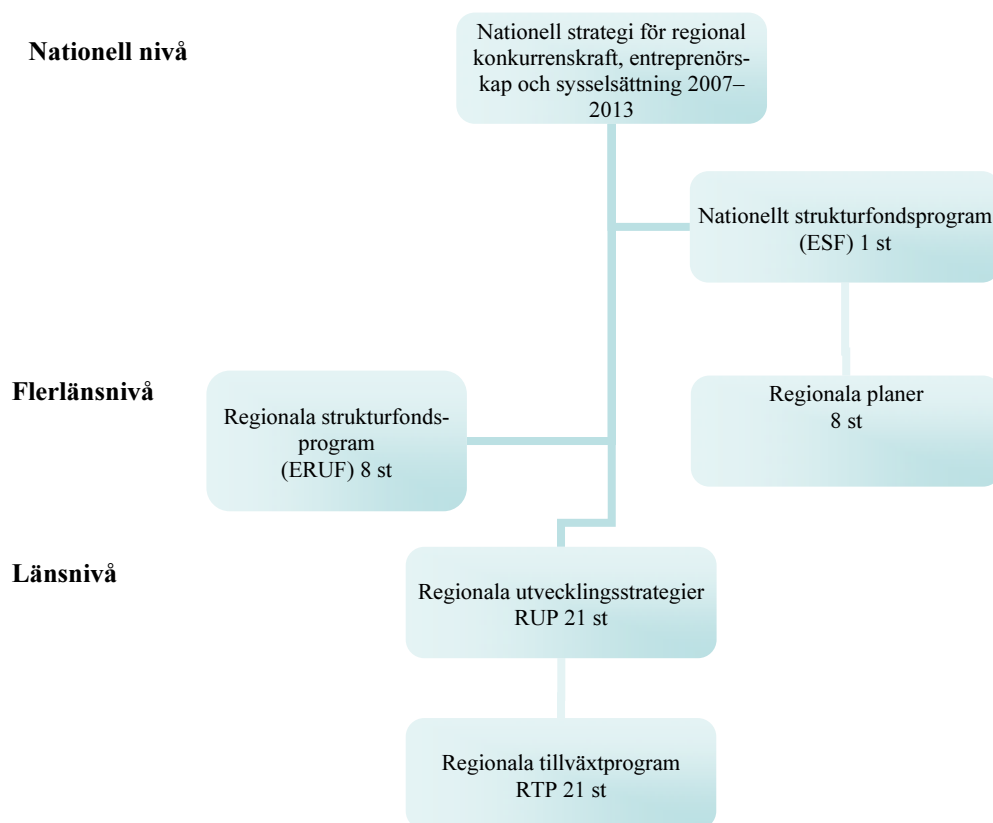 Nationell nivå
Nationell strategi för regional
konkurrenskraft, entreprenörs-
kap och sysselsättning 2007–
2013
Nationellt strukturfondsprogram
(ESF) 1 st
Flerlänsnivå
Regionala strukturfonds-
program
(ERUF) 8 st
Regionala planer
8 st
Länsnivå
Regionala utvecklingsstrategier
RUP 21 st
Regionala tillväxtprogram
RTP 21 st